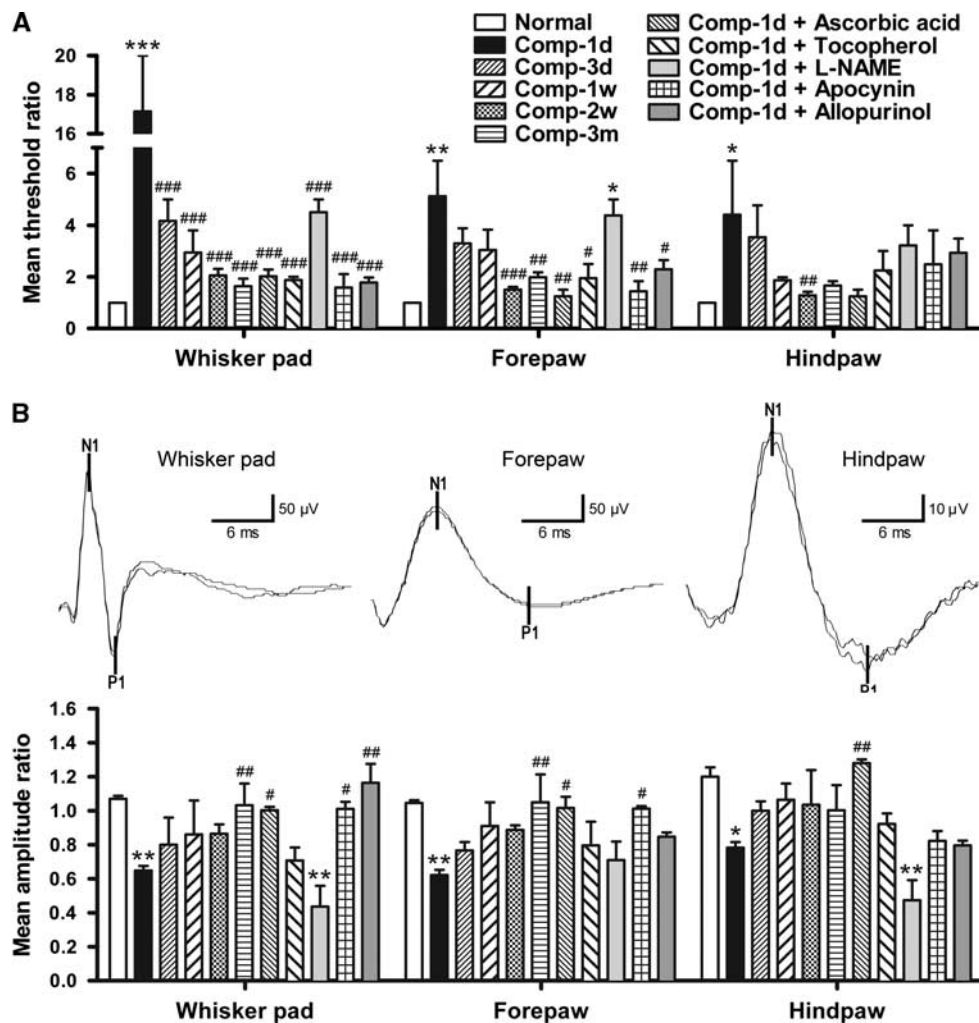 A
Normal
Comp-1d
Comp-3d
Comp-1w
Comp-2w
Comp-3m
Comp-1d + Ascorbic acid
Comp-1d + Tocopherol
Comp-1d + L-NAME
Comp-1d + Apocynin
Comp-1d + Allopurinol
Mean threshold ratio
20
18
16
6
4
2
0
*** ### ### ### ### ### ### ### ### ###
** ### ## ## # * ## #
* ##
Whisker pad Forepaw Hindpaw
B
N1 Whisker pad 50 µV 6 ms P1
N1 Forepaw 50 µV 6 ms P1
N1 Hindpaw 10 µV 6 ms P1
Mean amplitude ratio
1.6
1.4
1.2
1.0
0.8
0.6
0.4
0.2
0.0
** ## # ** # ##
** ## # #
* ## **
Whisker pad Forepaw Hindpaw